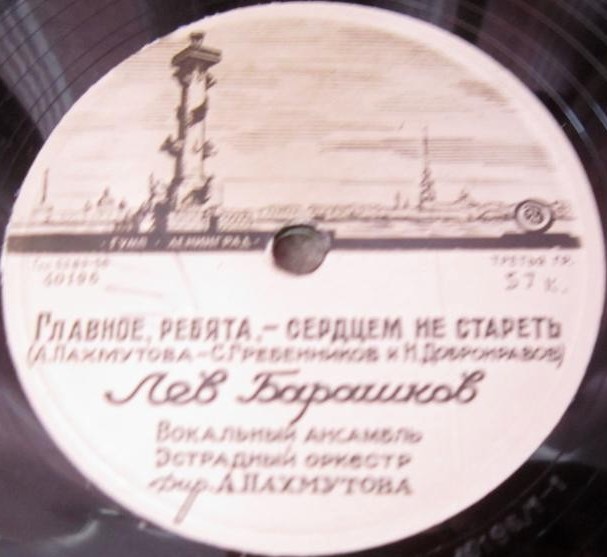 ГУМП - ЛЕНИНГРАД -
60196
ТРЕТЬЯ ГР.
57 к.
ГЛАВНОЕ, РЕБЯТА, - СЕРДЦЕМ НЕ СТАРЕТЬ
(А.ПАХМУТОВА - С.ГРЕБЕННИКОВ и Н.ДОБРОНРАВОВ)
Лев Барашков
ВОКАЛЬНЫЙ АНСАМБЛЬ
ЭСТРАДНЫЙ ОРКЕСТР
дир. А.ПАХМУТОВА